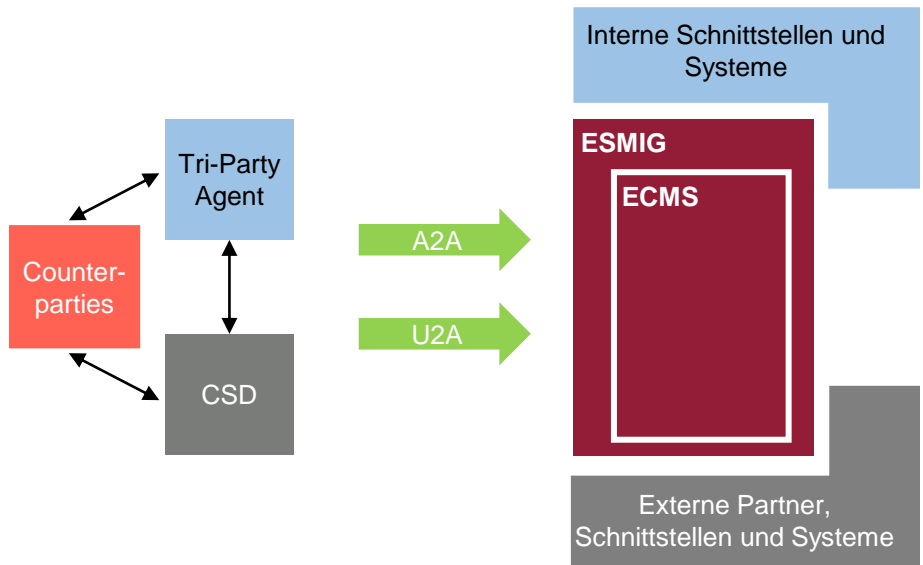 Interne Schnittstellen und
Systeme
Tri-Party
Agent
Counter-
parties
CSD
A2A
U2A
ESMIG
ECMS
Externe Partner,
Schnittstellen und Systeme